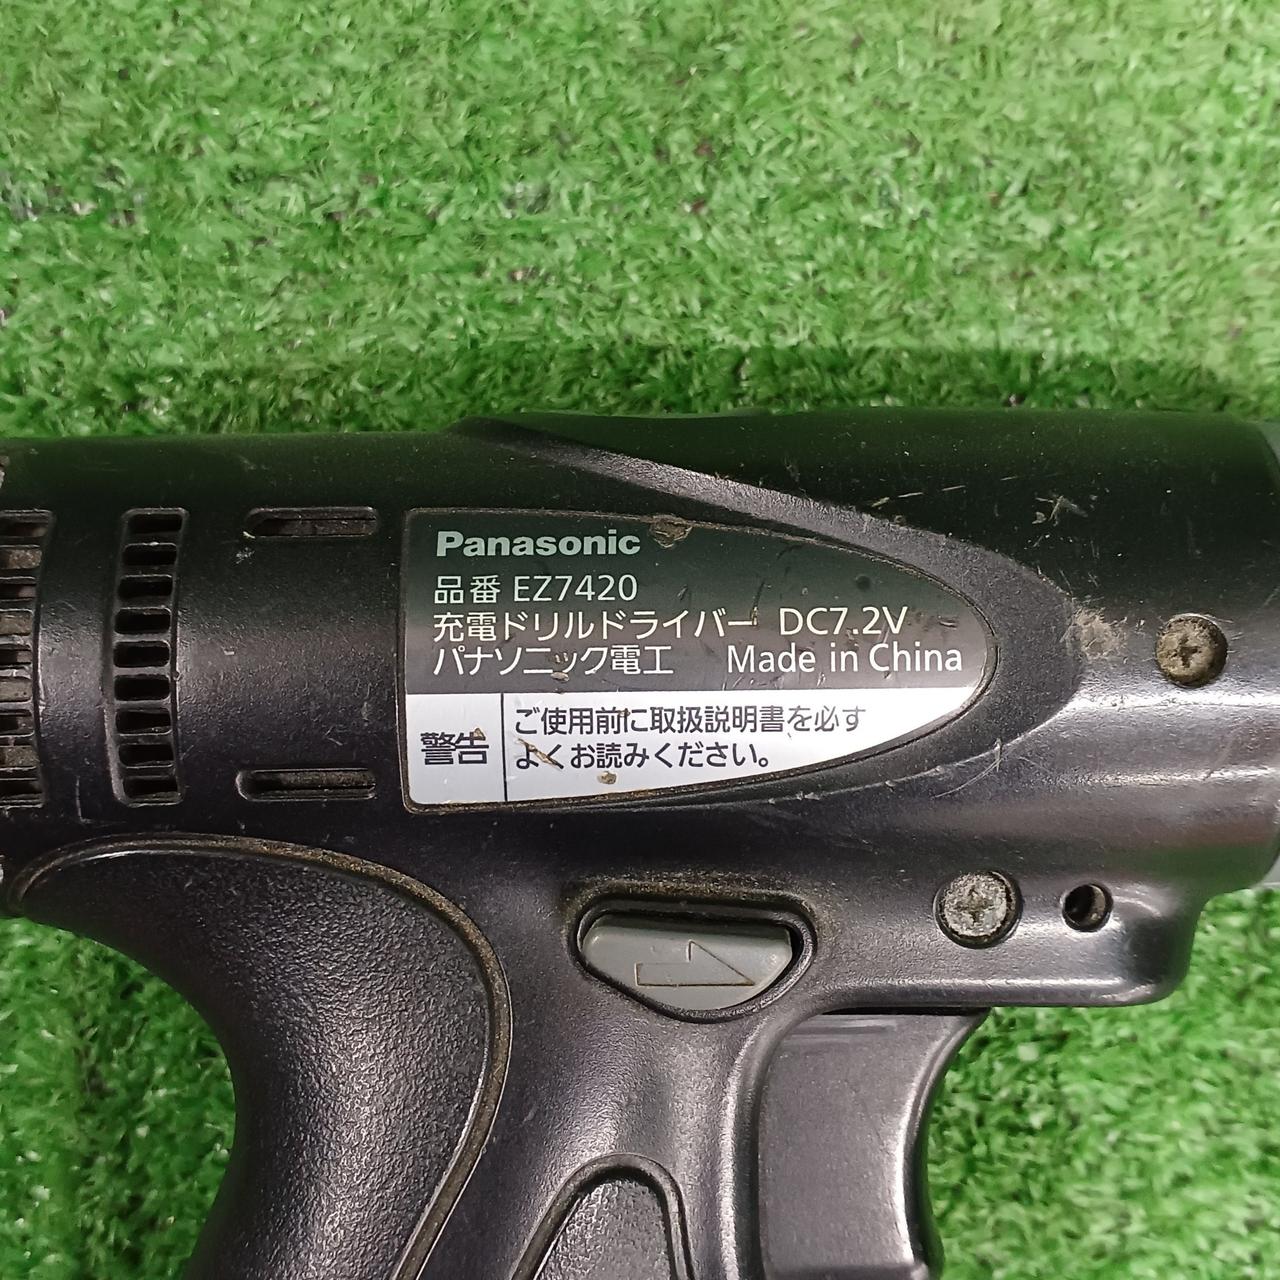 Panasonic
品番 EZ7420
充電ドリルドライバー DC7.2V
パナソニック電工 Made in China
警告
ご使用前に取扱説明書を必ず
よくお読みください。